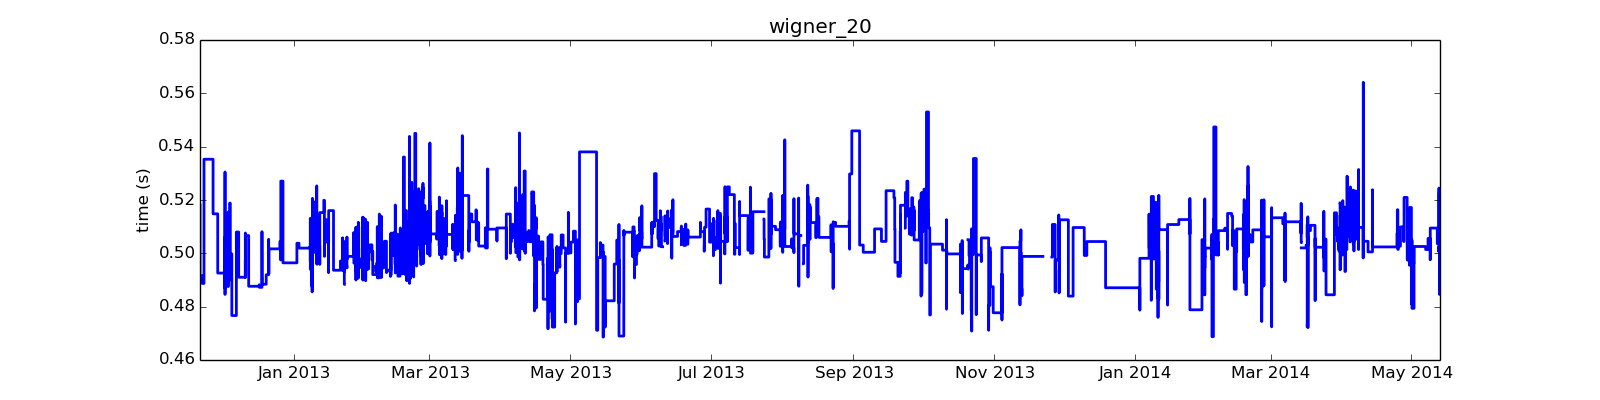 wigner_20
time (s)
0.58
0.56
0.54
0.52
0.50
0.48
0.46
Jan 2013
Mar 2013
May 2013
Jul 2013
Sep 2013
Nov 2013
Jan 2014
Mar 2014
May 2014